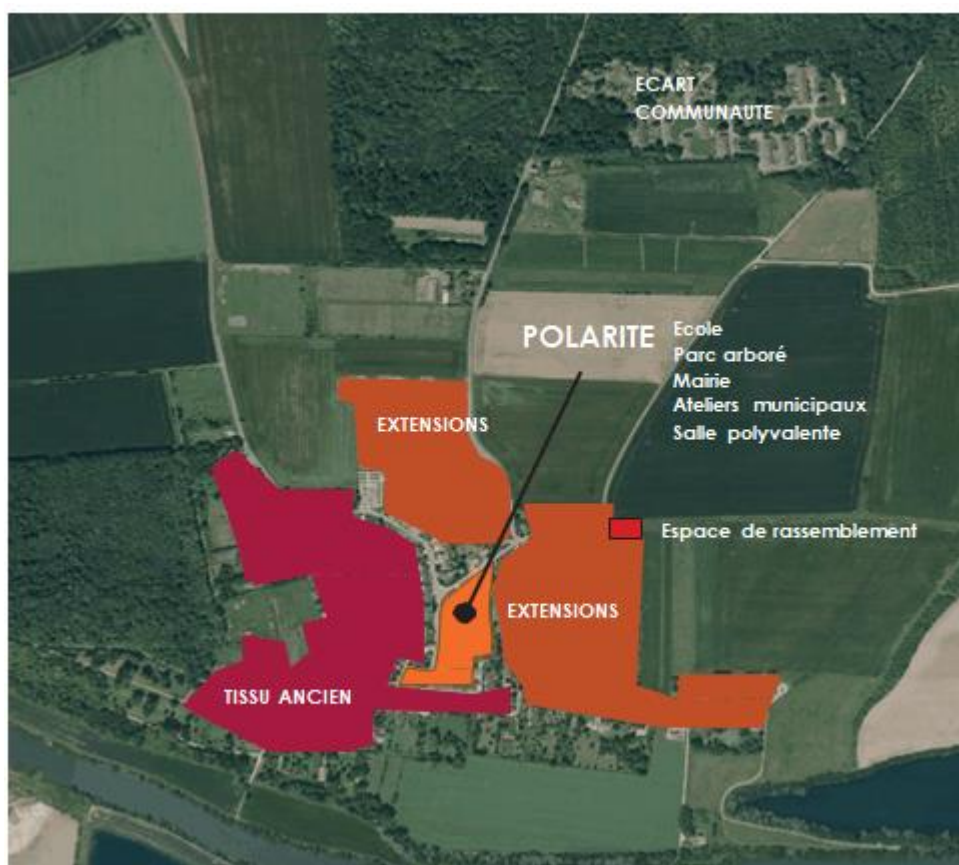 ECART
COMMUNAUTE
POLARITE
Ecole
Parc arboré
Mairie
Ateliers municipaux
Salle polyvalente
EXTENSIONS
Espace de rassemblement
EXTENSIONS
TISSU ANCIEN